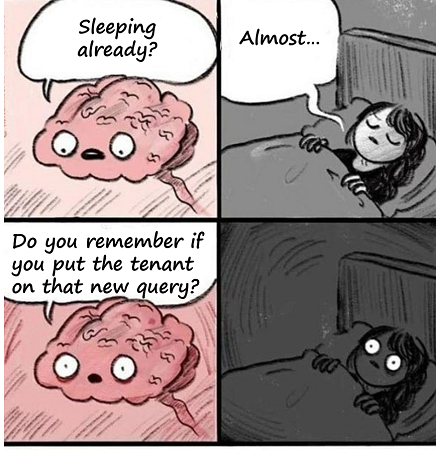 Sleeping
already?
Almost...
Do you remember if
you put the tenant
on that new query?